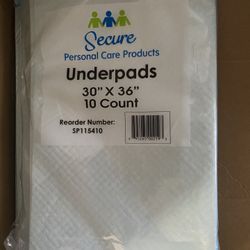 Secure
Personal Care Products
Underpads
30" X 36"
10 Count
Reorder Number:
SP115410